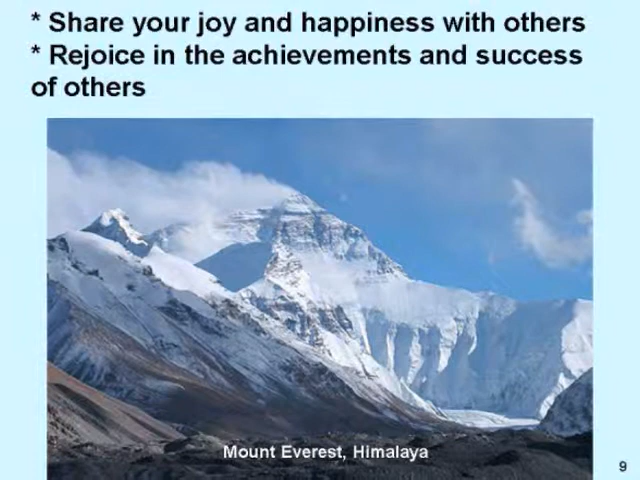 * Share your joy and happiness with others
* Rejoice in the achievements and success
of others
Mount Everest, Himalaya
9